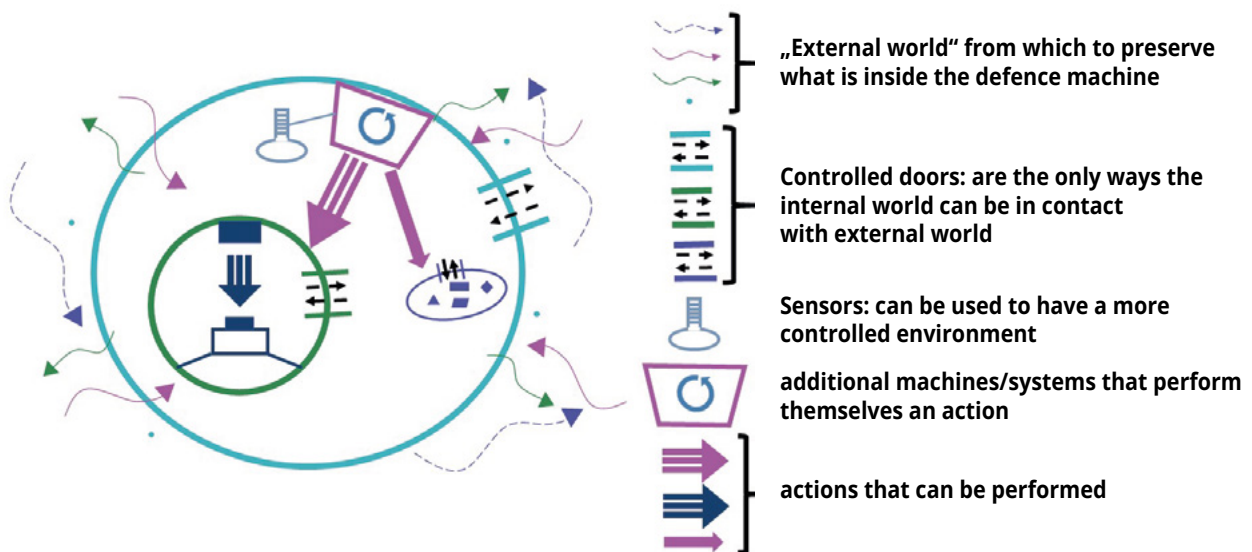 „External world“ from which to preserve
what is inside the defence machine
Controlled doors: are the only ways the
internal world can be in contact
with external world
Sensors: can be used to have a more
controlled environment
additional machines/systems that perform
themselves an action
actions that can be performed